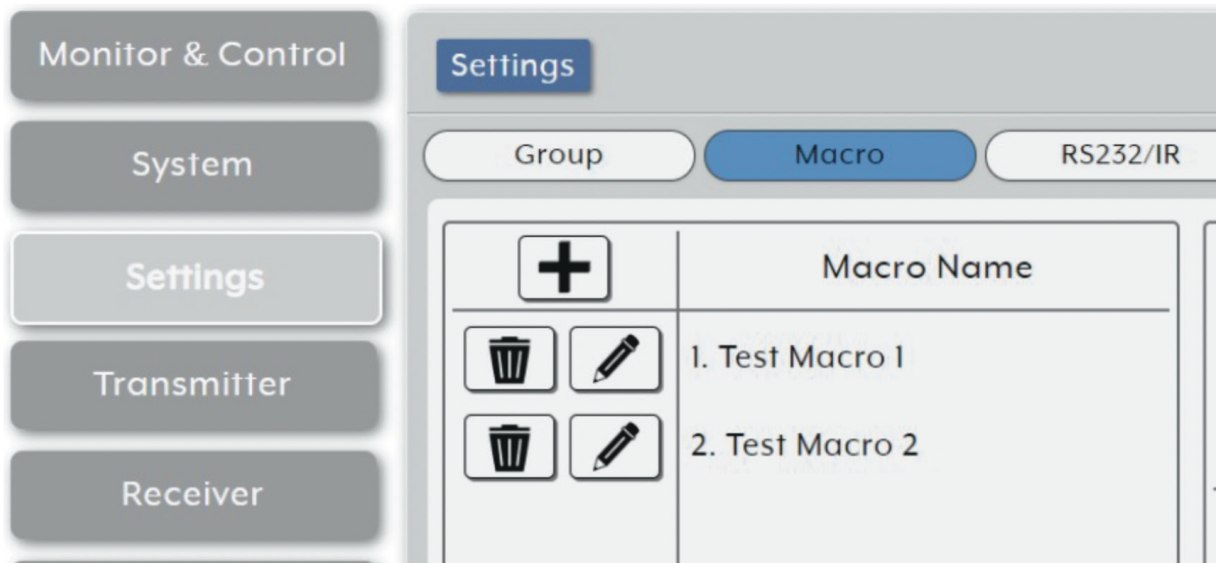 Monitor & Control
System
Settings
Transmitter
Receiver
Settings
Group
Macro
RS232/IR
Macro Name
1. Test Macro 1
2. Test Macro 2